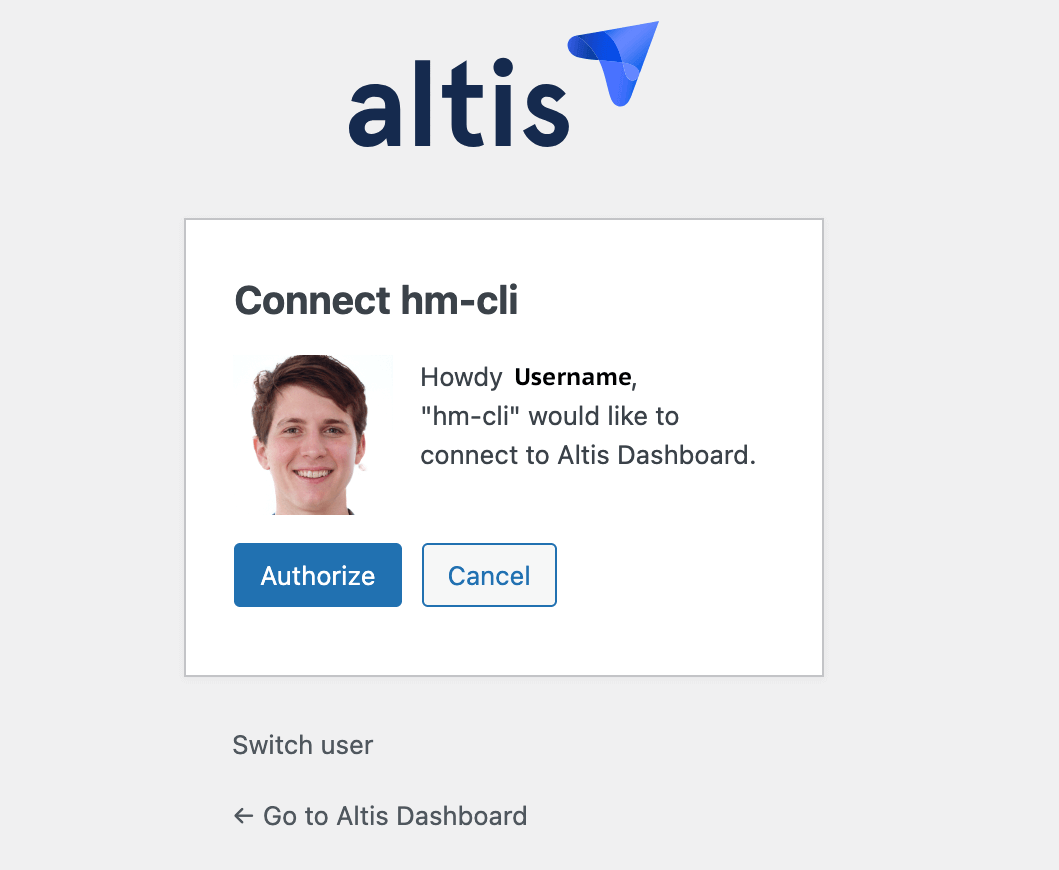 altis
Connect hm-cli
Howdy Username,
"hm-cli" would like to
connect to Altis Dashboard.
Authorize
Cancel
Switch user
← Go to Altis Dashboard